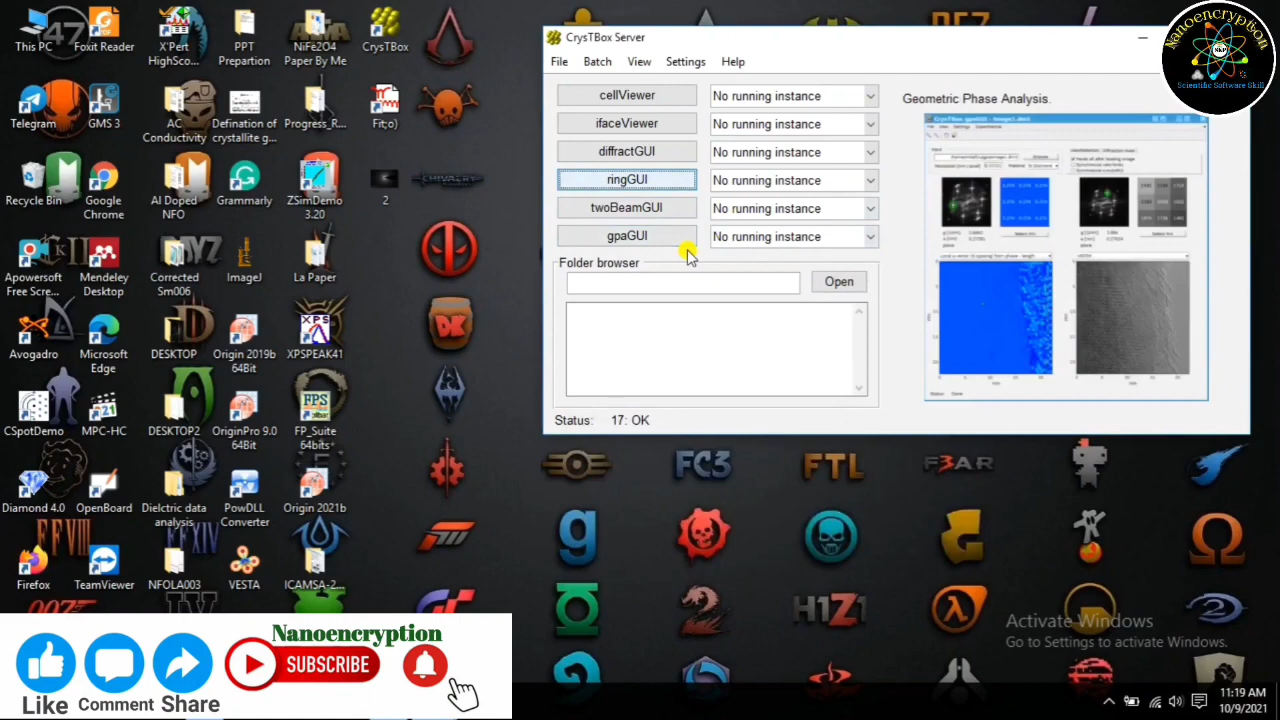 This PC
Foxit Reader
X'Pert
HighSco...
PPT
Prepartion
NiFe2O4
Paper By Me
CrysTBox
Telegram
GMS 3
AC
Conductivity
Defination of
crystallite g...
Progress_R...
Fit;o)
Recycle Bin
Google
Chrome
AI Doped
NFO
Grammarly
ZSimDemo
3.20
2
Apowersoft
Free Scre...
Mendeley
Desktop
Corrected
Sm006
ImageJ
La Paper
Avogadro
Microsoft
Edge
DESKTOP
Origin 2019b
64Bit
XPSPEAK41
CSpotDemo
MPC-HC
DESKTOP2
OriginPro 9.0
64Bit
FP_Suite
64bits
Diamond 4.0
OpenBoard
Dielctric data
analysis
PowDLL
Converter
Origin 2021b
Firefox
TeamViewer
NFOLA003
VESTA
ICAMSA-2...
CrysTBox Server
File Batch View Settings Help
cellViewer No running instance
ifaceViewer No running instance
diffractGUI No running instance
ringGUI No running instance
twoBeamGUI No running instance
gpaGUI No running instance
Folder browser
Open
Status: 17: OK
Geometric Phase Analysis.
Nanoencryption
Scientific Software Skill
FC3
FTL
F3AR
H1Z1
Activate Windows
Go to Settings to activate Windows.
Nanoencryption
SUBSCRIBE
Like Comment Share
11:19 AM
10/9/2021